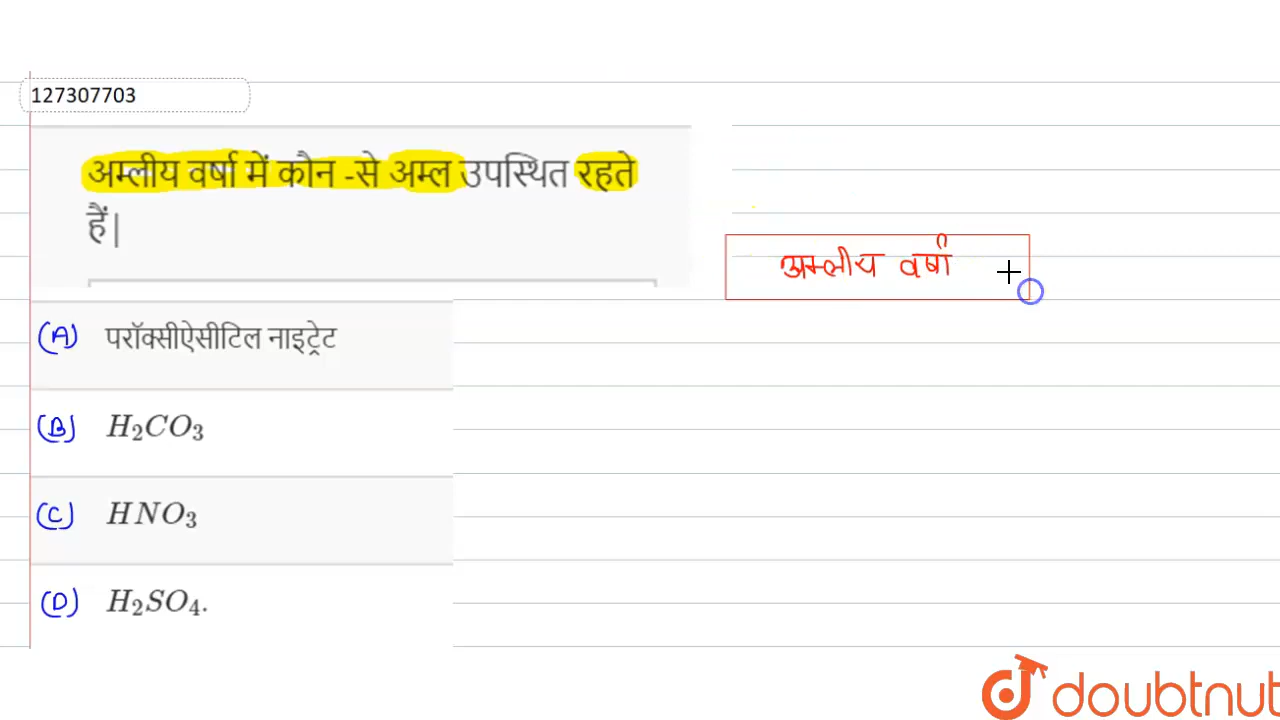 127307703
अम्लीय वर्षा में कौन -से अम्ल उपस्थित रहते
हैं|
अम्लीय वर्षा
(A) परॉक्सीऐसीटिल नाइट्रेट
(B) H₂CO₃
(C) HNO₃
(D) H₂SO₄.
doubtnut